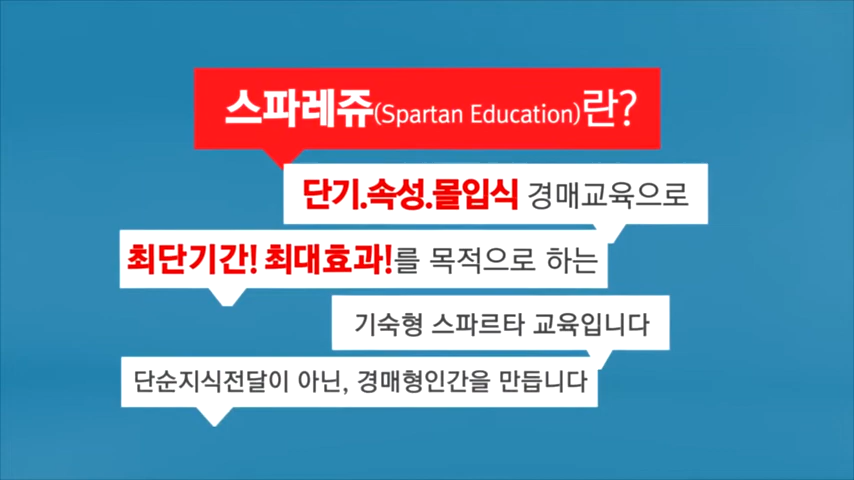 스파레쥬(Spartan Education)란?
단기.속성.몰입식 경매교육으로
최단기간! 최대효과!를 목적으로 하는
기숙형 스파르타 교육입니다
단순지식전달이 아닌, 경매형인간을 만듭니다